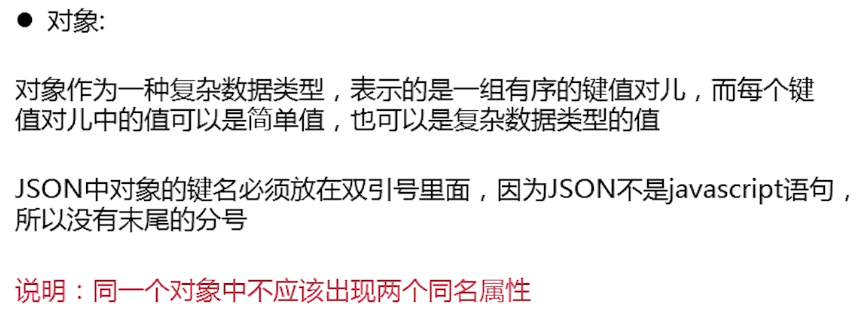 ● 对象:
对象作为一种复杂数据类型，表示的是一组有序的键值对儿，而每个键
值对儿中的值可以是简单值，也可以是复杂数据类型的值
JSON中对象的键名必须放在双引号里面，因为JSON不是javascript语句，
所以没有末尾的分号
说明：同一个对象中不应该出现两个同名属性